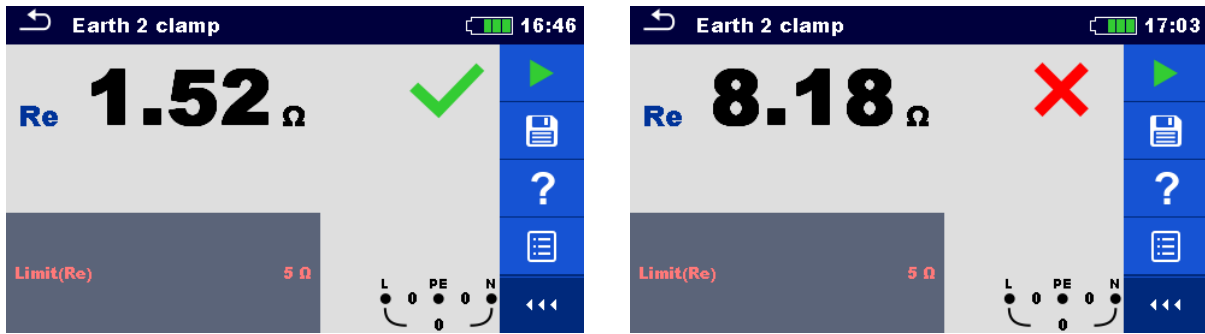 Earth 2 clamp 16:46
Re 1.52 Ω
?
Limit(Re) 5 Ω
L PE N
0 0
0
Earth 2 clamp 17:03
Re 8.18 Ω
?
Limit(Re) 5 Ω
L PE N
0 0
0